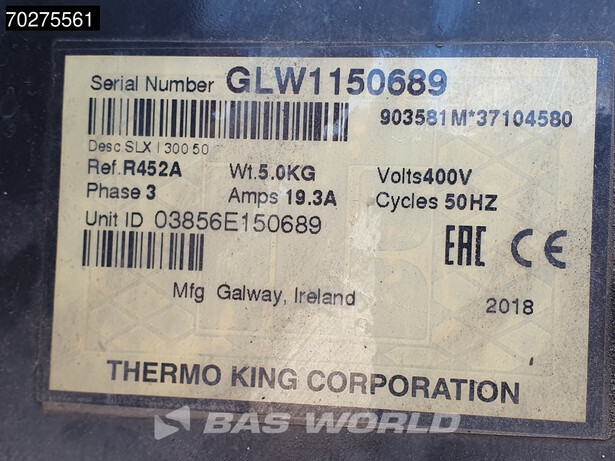 70275561
Serial Number GLW1150689
903581M*37104580
Desc SLX I 300 50
Ref.R452A Wt.5.0KG Volts400V
Phase 3 Amps 19.3A Cycles 50HZ
Unit ID 03856E150689
EAC CE
Mfg Galway, Ireland 2018
THERMO KING CORPORATION
BAS WORLD